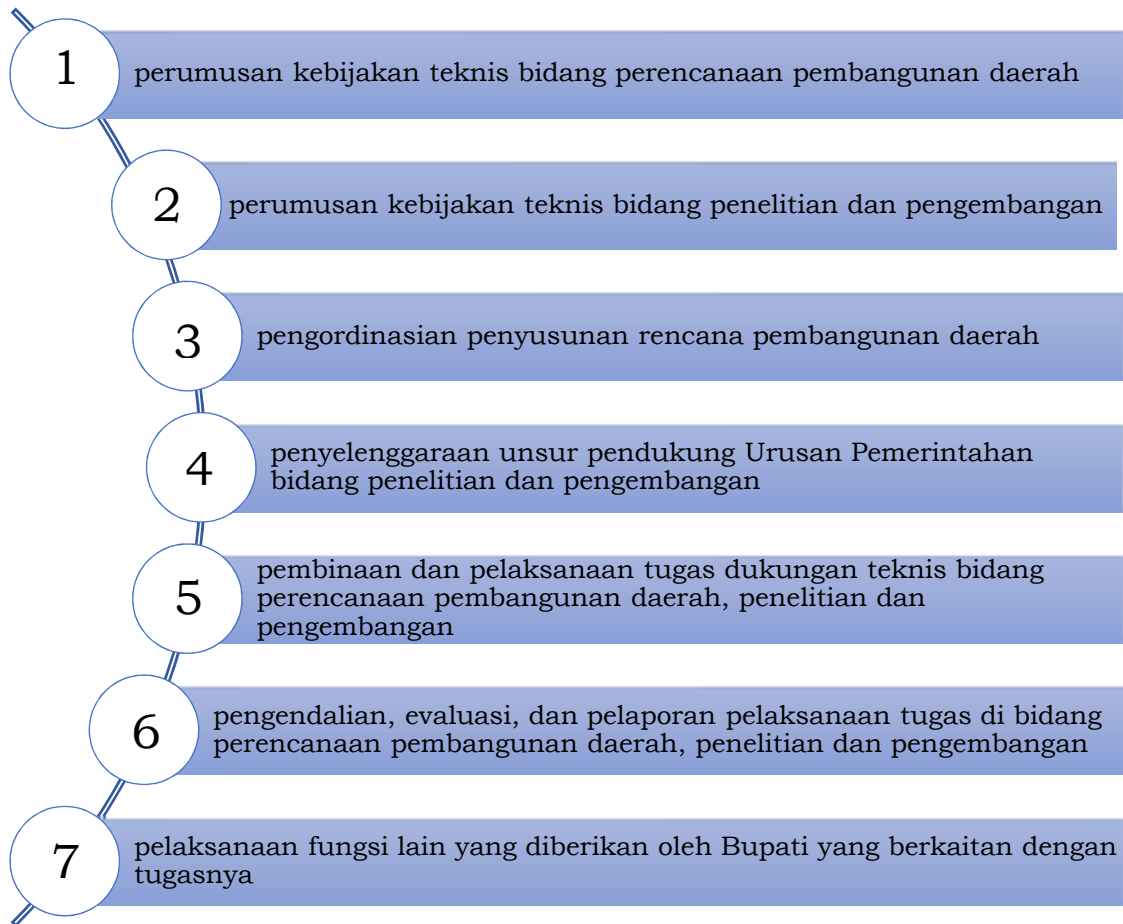 1
perumusan kebijakan teknis bidang perencanaan pembangunan daerah
2
perumusan kebijakan teknis bidang penelitian dan pengembangan
3
pengordinasian penyusunan rencana pembangunan daerah
4
penyelenggaraan unsur pendukung Urusan Pemerintahan
bidang penelitian dan pengembangan
5
pembinaan dan pelaksanaan tugas dukungan teknis bidang
perencanaan pembangunan daerah, penelitian dan
pengembangan
6
pengendalian, evaluasi, dan pelaporan pelaksanaan tugas di bidang
perencanaan pembangunan daerah, penelitian dan pengembangan
7
pelaksanaan fungsi lain yang diberikan oleh Bupati yang berkaitan dengan
tugasnya